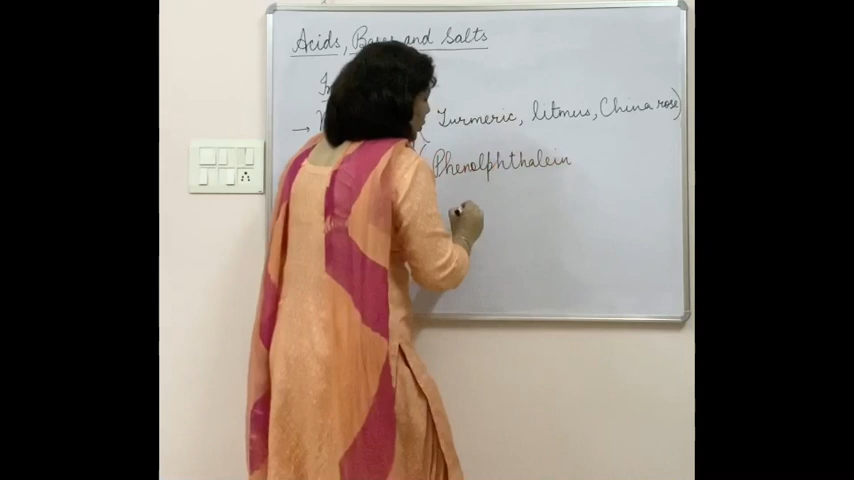 Acids, Bases and Salts
(Turmeric, litmus, China rose)
(Phenolphthalein